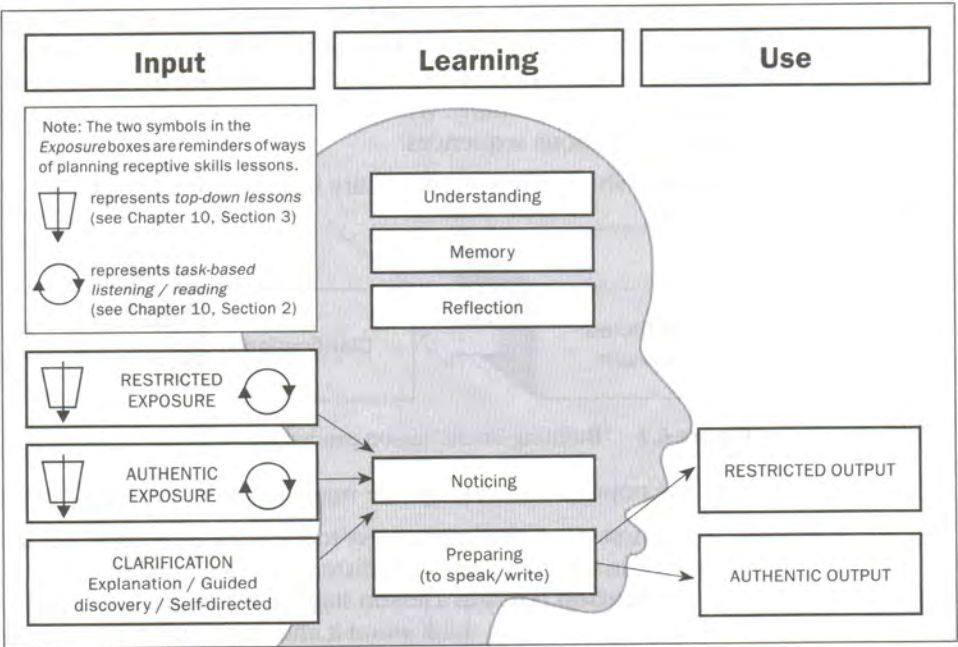 Input
Learning
Use
Note: The two symbols in the
Exposure boxes are reminders of ways
of planning receptive skills lessons.
represents top-down lessons
(see Chapter 10, Section 3)
represents task-based
listening / reading
(see Chapter 10, Section 2)
Understanding
Memory
Reflection
RESTRICTED
EXPOSURE
AUTHENTIC
EXPOSURE
CLARIFICATION
Explanation / Guided
discovery / Self-directed
Noticing
Preparing
(to speak/write)
RESTRICTED OUTPUT
AUTHENTIC OUTPUT